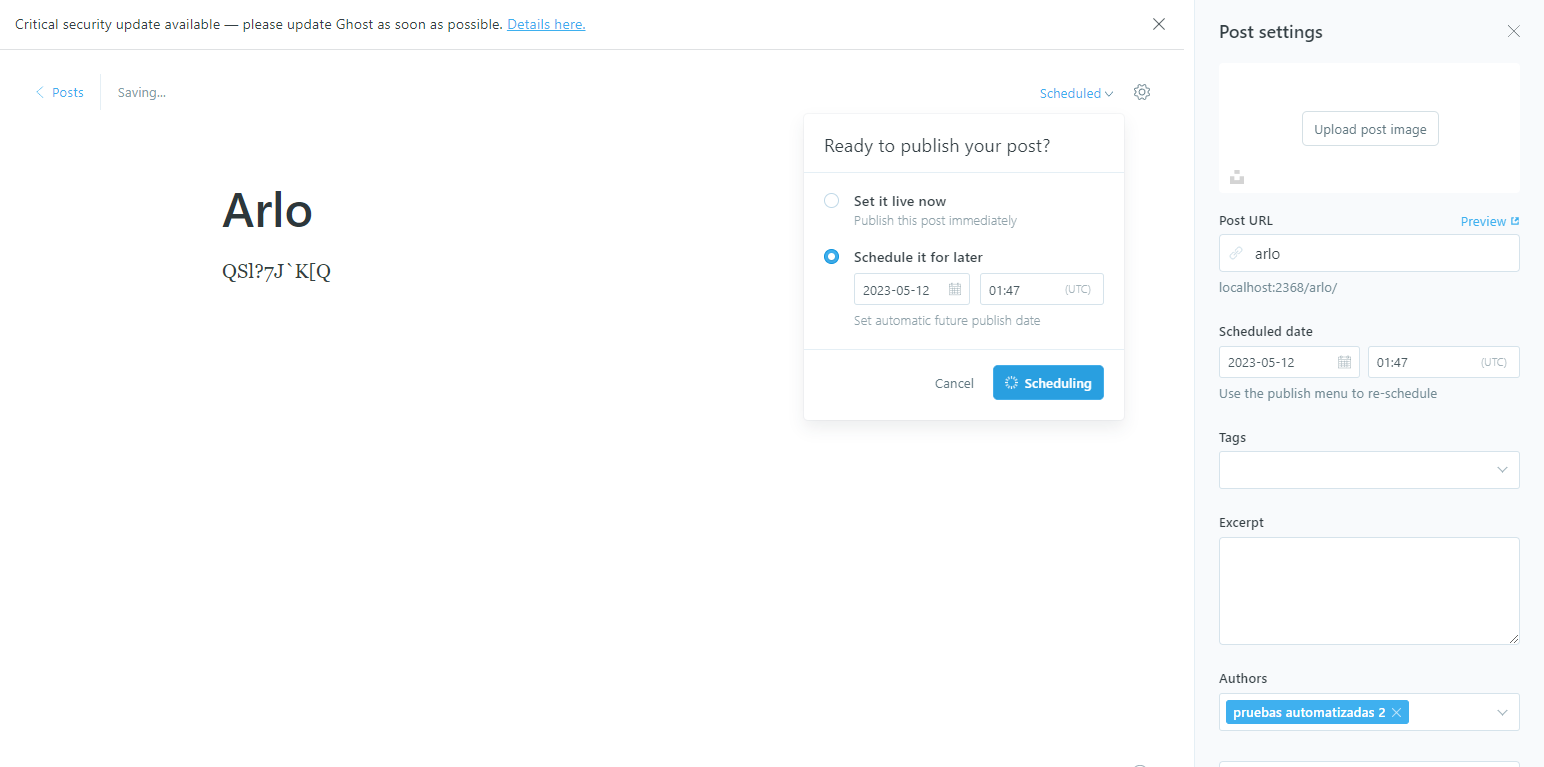 Critical security update available — please update Ghost as soon as possible. Details here.
Posts
Saving...
Scheduled
Ready to publish your post?
Set it live now
Publish this post immediately
Schedule it for later
2023-05-12
01:47 (UTC)
Set automatic future publish date
Cancel
Scheduling
Arlo
QSl?7J`K[Q
Post settings
Upload post image
Post URL
Preview
arlo
localhost:2368/arlo/
Scheduled date
2023-05-12
01:47 (UTC)
Use the publish menu to re-schedule
Tags
Excerpt
Authors
pruebas automatizadas 2